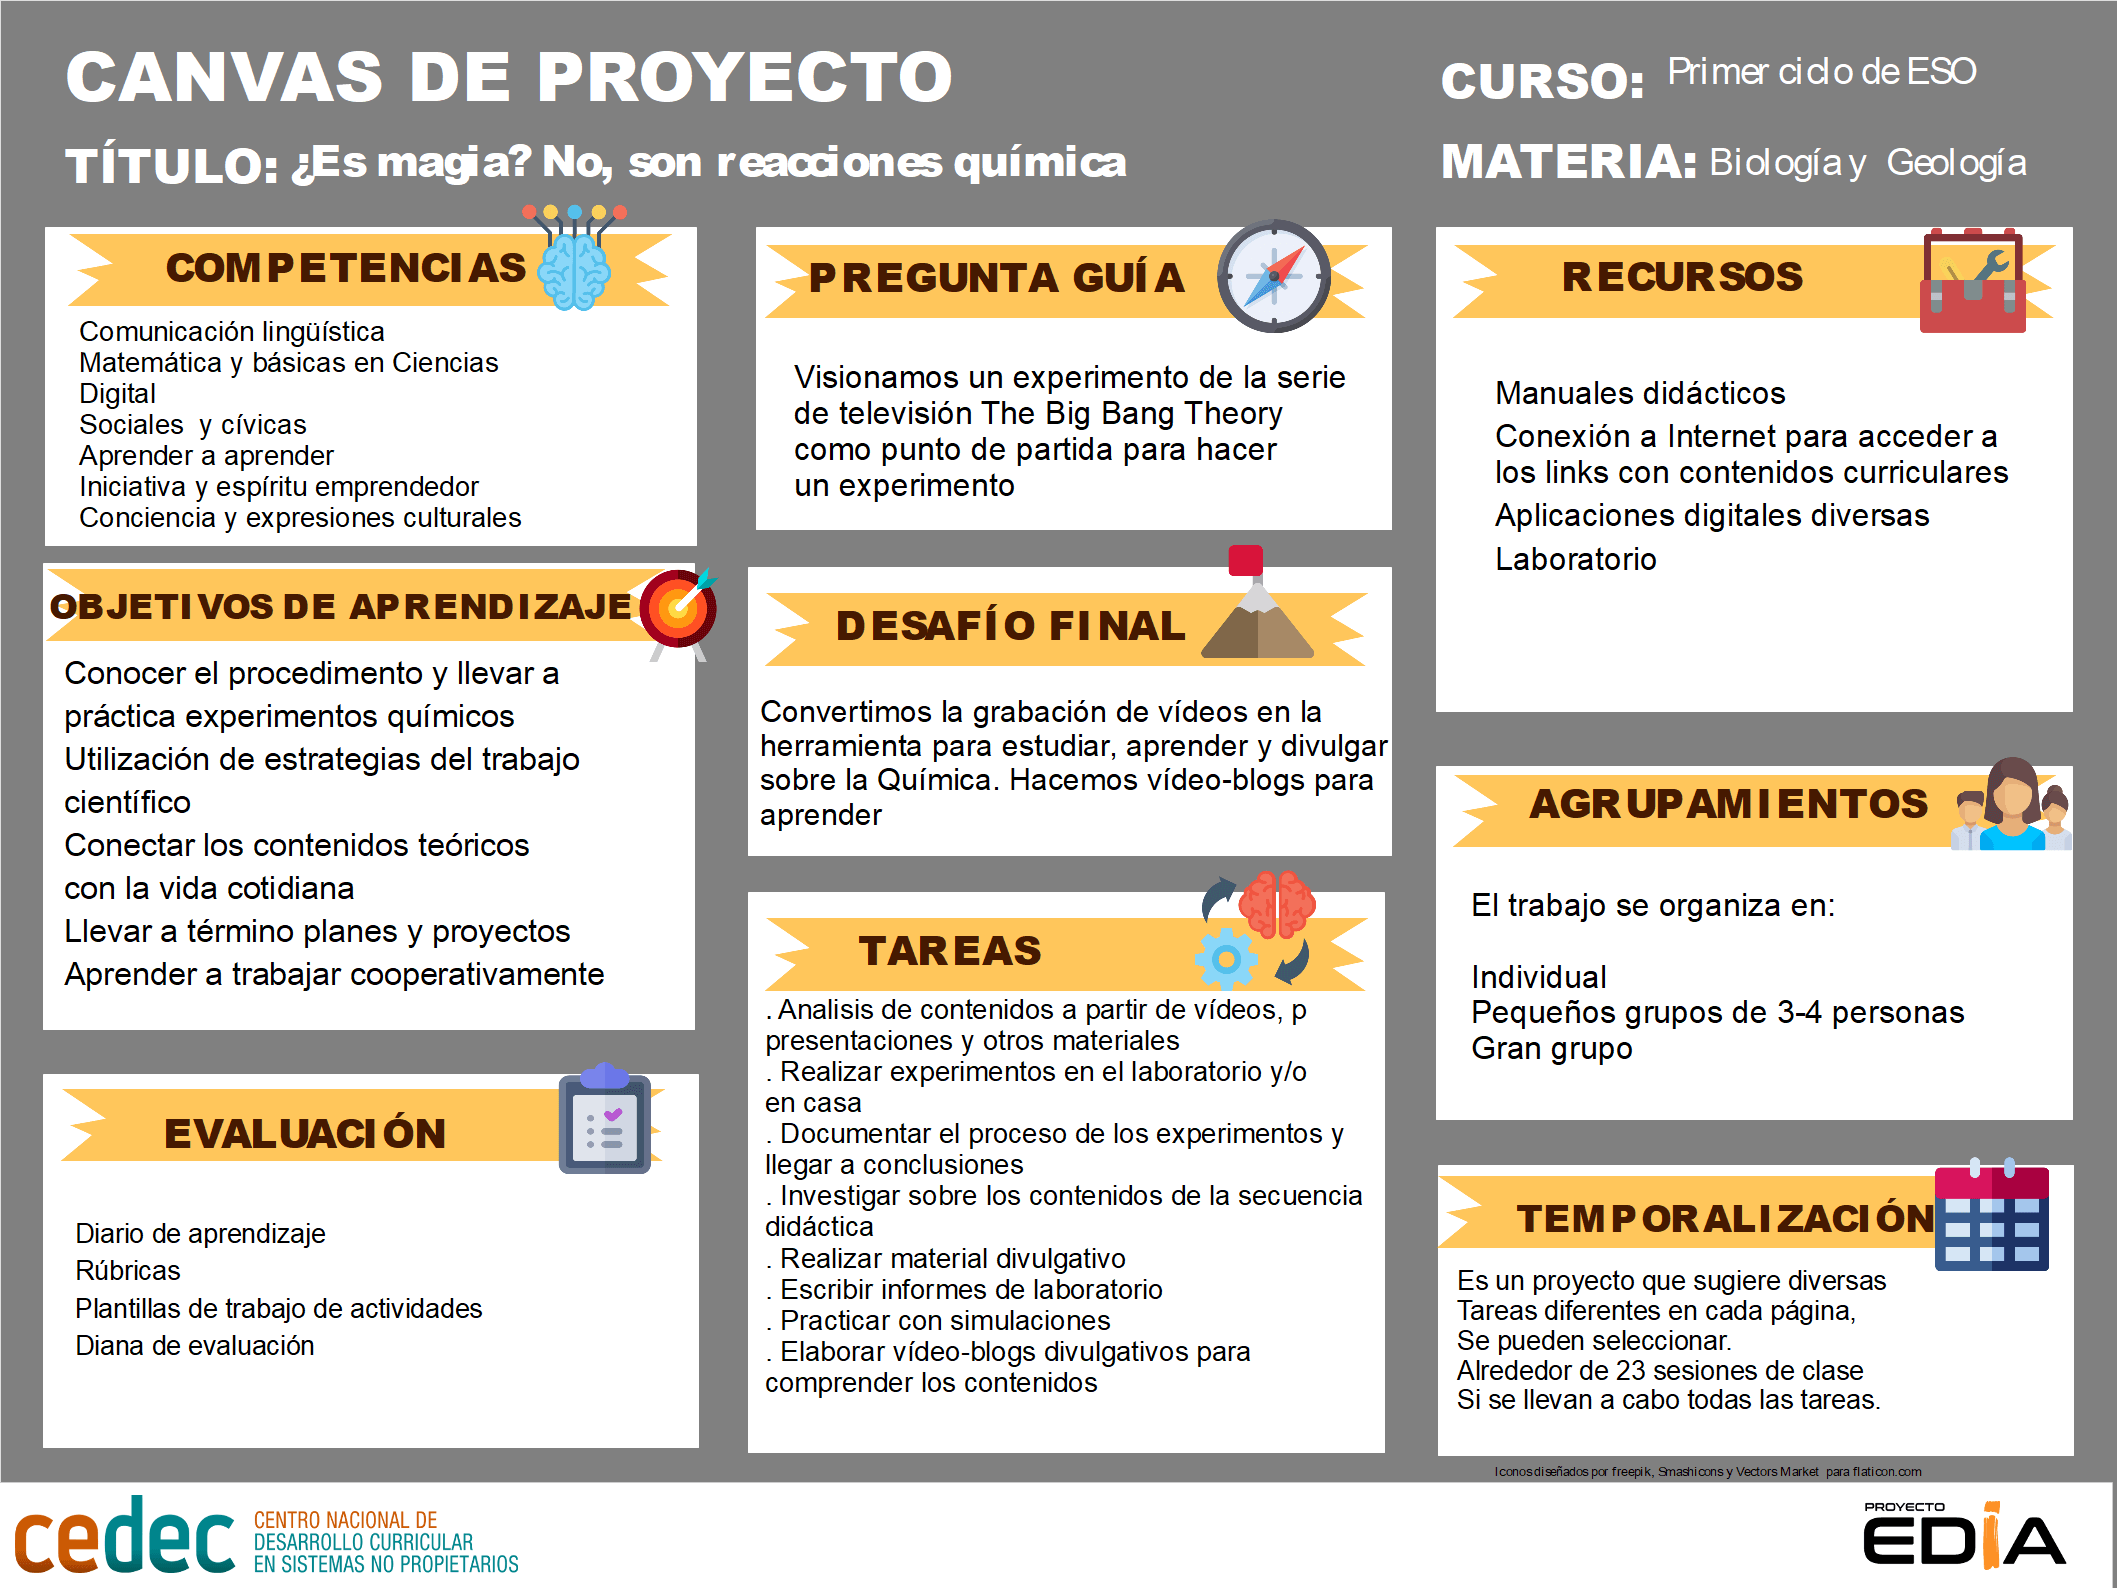 CANVAS DE PROYECTO
TÍTULO: ¿Es magia? No, son reacciones química
CURSO: Primer ciclo de ESO
MATERIA: Biología y Geología
COMPETENCIAS
Comunicación lingüística
Matemática y básicas en Ciencias
Digital
Sociales y cívicas
Aprender a aprender
Iniciativa y espíritu emprendedor
Conciencia y expresiones culturales
OBJETIVOS DE APRENDIZAJE
Conocer el procedimiento y llevar a
práctica experimentos químicos
Utilización de estrategias del trabajo
científico
Conectar los contenidos teóricos
con la vida cotidiana
Llevar a término planes y proyectos
Aprender a trabajar cooperativamente
EVALUACIÓN
Diario de aprendizaje
Rúbricas
Plantillas de trabajo de actividades
Diana de evaluación
PREGUNTA GUÍA
Visionamos un experimento de la serie
de televisión The Big Bang Theory
como punto de partida para hacer
un experimento
DESAFÍO FINAL
Convertimos la grabación de vídeos en la
herramienta para estudiar, aprender y divulgar
sobre la Química. Hacemos vídeo-blogs para
aprender
TAREAS
. Analisis de contenidos a partir de vídeos, p
presentaciones y otros materiales
. Realizar experimentos en el laboratorio y/o
en casa
. Documentar el proceso de los experimentos y
llegar a conclusiones
. Investigar sobre los contenidos de la secuencia
didáctica
. Realizar material divulgativo
. Escribir informes de laboratorio
. Practicar con simulaciones
. Elaborar vídeo-blogs divulgativos para
comprender los contenidos
RECURSOS
Manuales didácticos
Conexión a Internet para acceder a
los links con contenidos curriculares
Aplicaciones digitales diversas
Laboratorio
AGRUPAMIENTOS
El trabajo se organiza en:
Individual
Pequeños grupos de 3-4 personas
Gran grupo
TEMPORALIZACIÓN
Es un proyecto que sugiere diversas
Tareas diferentes en cada página,
Se pueden seleccionar.
Alrededor de 23 sesiones de clase
Si se llevan a cabo todas las tareas.
Iconos diseñados por freepik, Smashicons y Vectors Market para flaticon.com
cedec
CENTRO NACIONAL DE
DESARROLLO CURRICULAR
EN SISTEMAS NO PROPIETARIOS
PROYECTO
EDIA